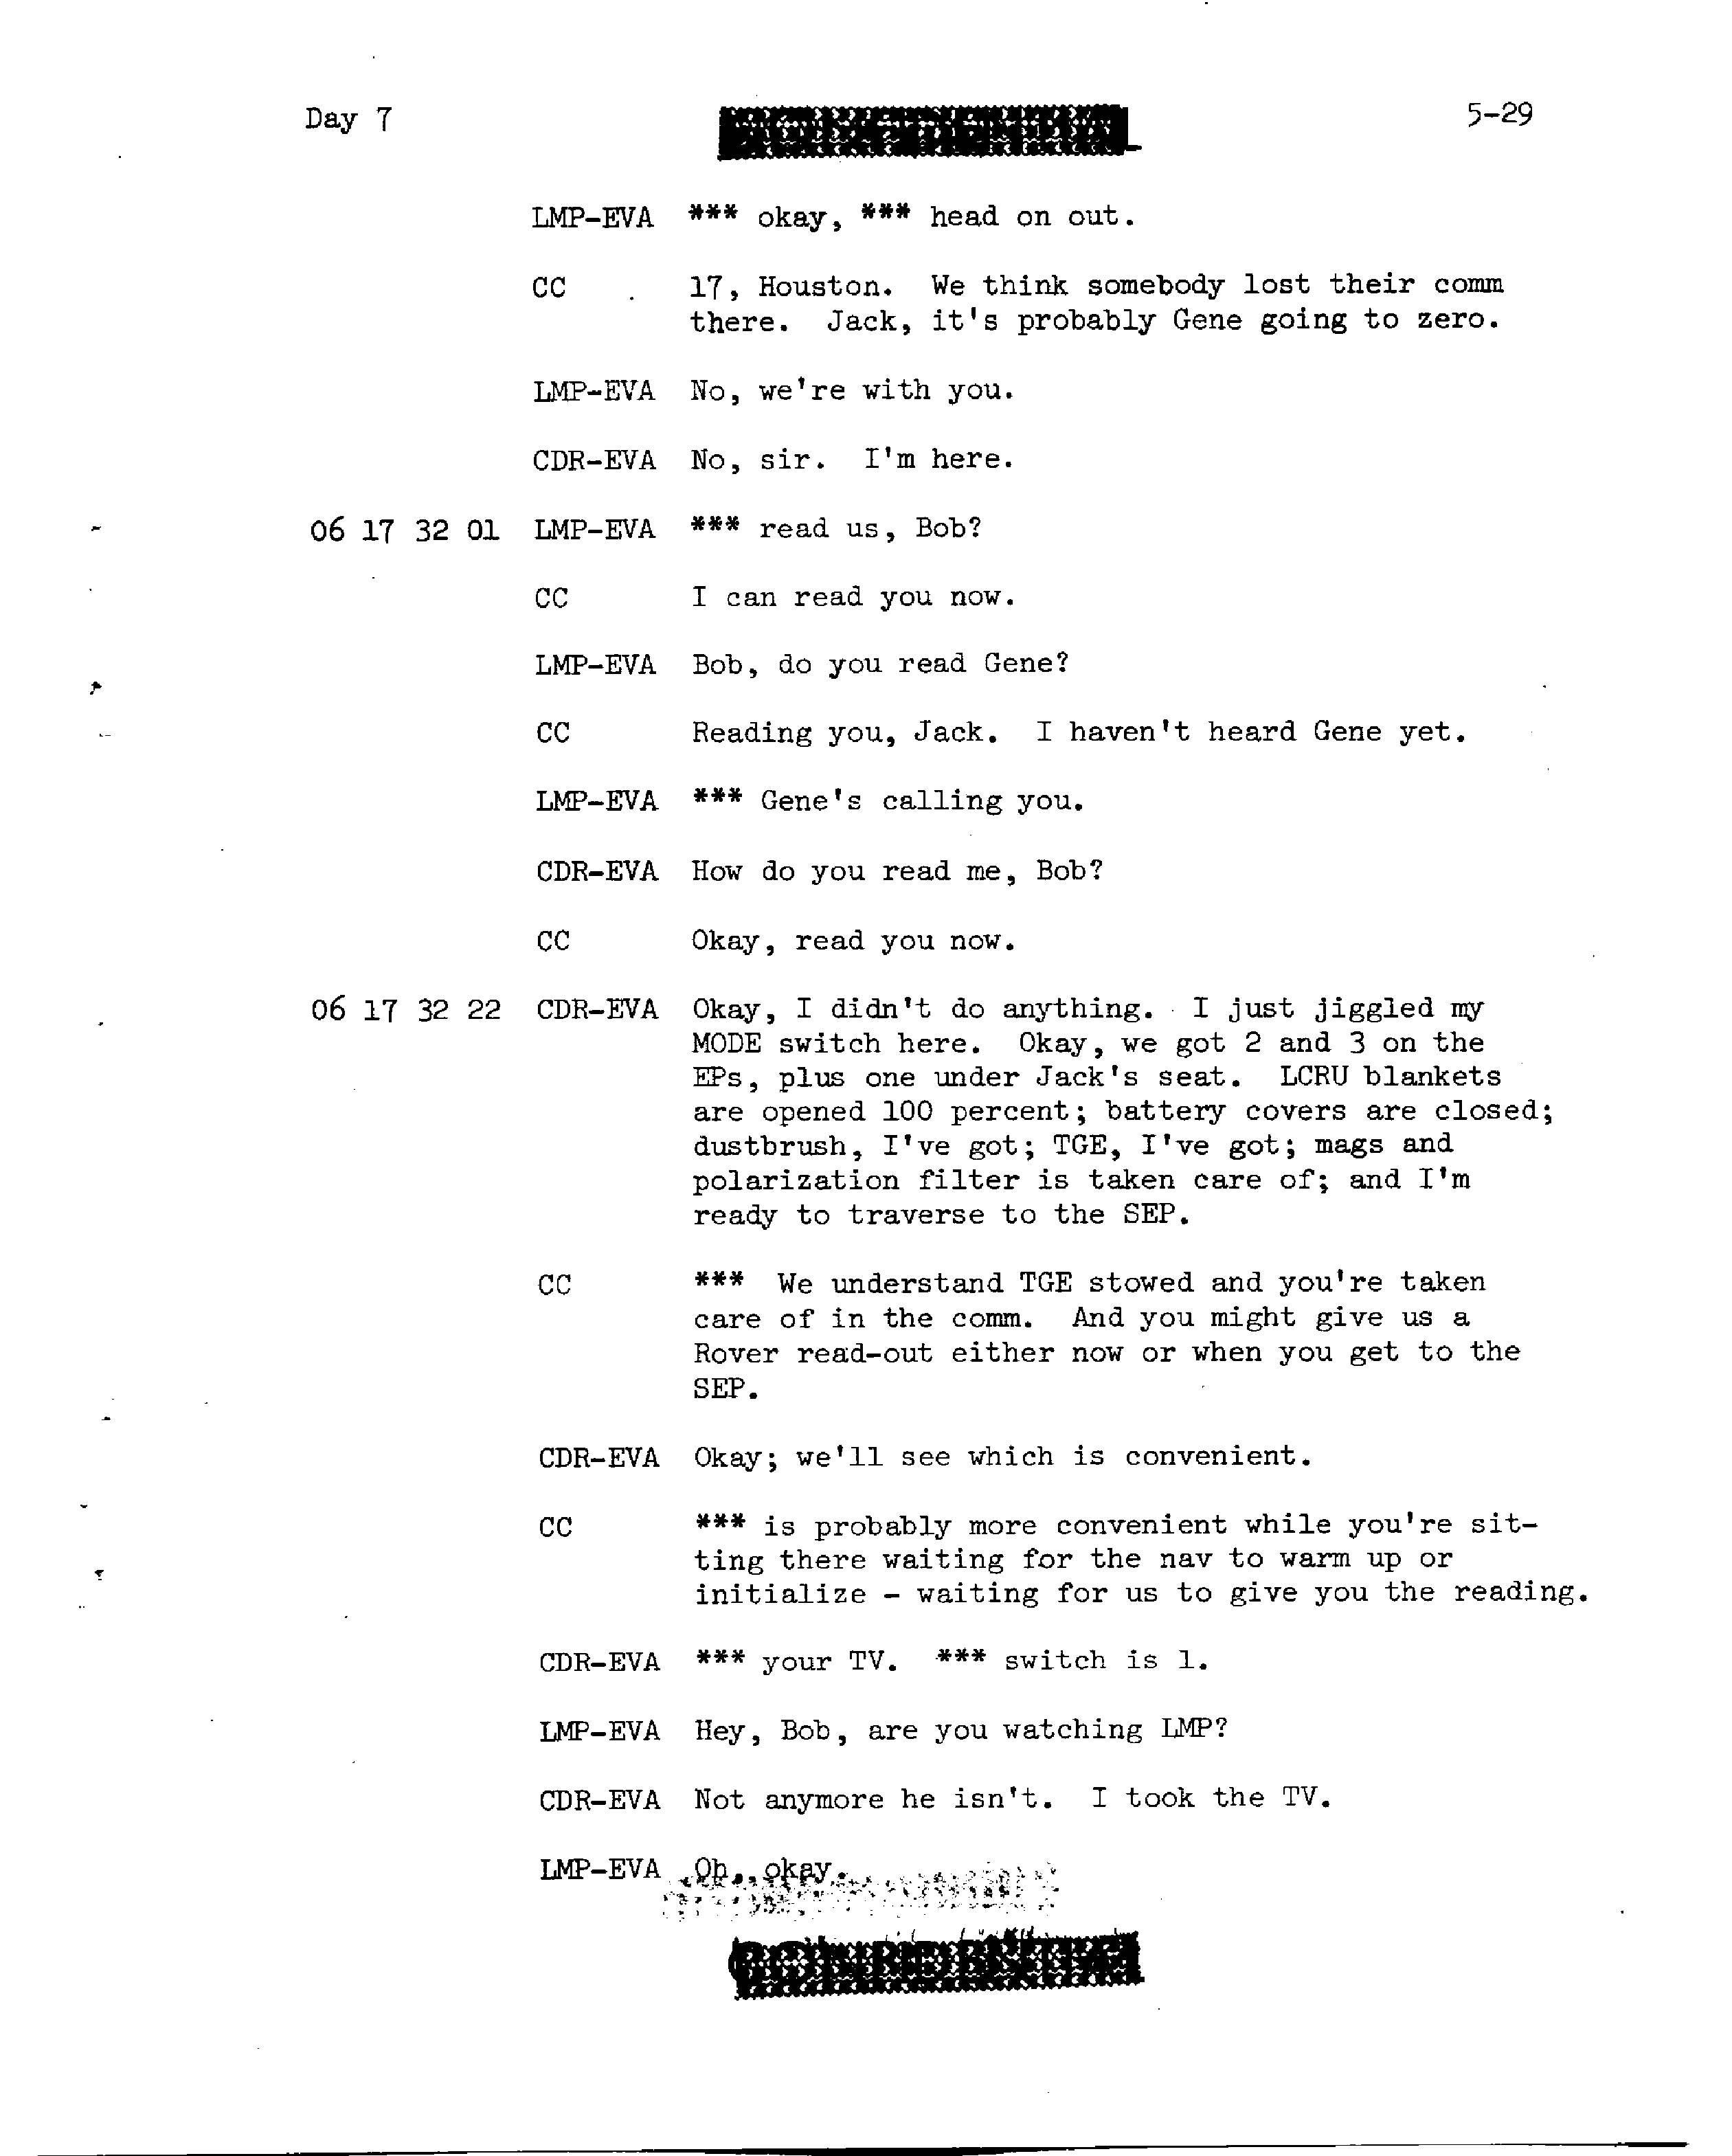 Day 7
5-29
LMP-EVA *** okay, *** head on out.
CC 17, Houston. We think somebody lost their comm
there. Jack, it's probably Gene going to zero.
LMP-EVA No, we're with you.
CDR-EVA No, sir. I'm here.
06 17 32 01 LMP-EVA *** read us, Bob?
CC I can read you now.
LMP-EVA Bob, do you read Gene?
CC Reading you, Jack. I haven't heard Gene yet.
LMP-EVA *** Gene's calling you.
CDR-EVA How do you read me, Bob?
CC Okay, read you now.
06 17 32 22 CDR-EVA Okay, I didn't do anything. I just jiggled my
MODE switch here. Okay, we got 2 and 3 on the
EPs, plus one under Jack's seat. LCRU blankets
are opened 100 percent; battery covers are closed;
dustbrush, I've got; TGE, I've got; mags and
polarization filter is taken care of; and I'm
ready to traverse to the SEP.
CC *** We understand TGE stowed and you're taken
care of in the comm. And you might give us a
Rover read-out either now or when you get to the
SEP.
CDR-EVA Okay; we'll see which is convenient.
CC *** is probably more convenient while you're sit-
ting there waiting for the nav to warm up or
initialize - waiting for us to give you the reading.
CDR-EVA *** your TV. *** switch is 1.
LMP-EVA Hey, Bob, are you watching LMP?
CDR-EVA Not anymore he isn't. I took the TV.
LMP-EVA Oh, okay.